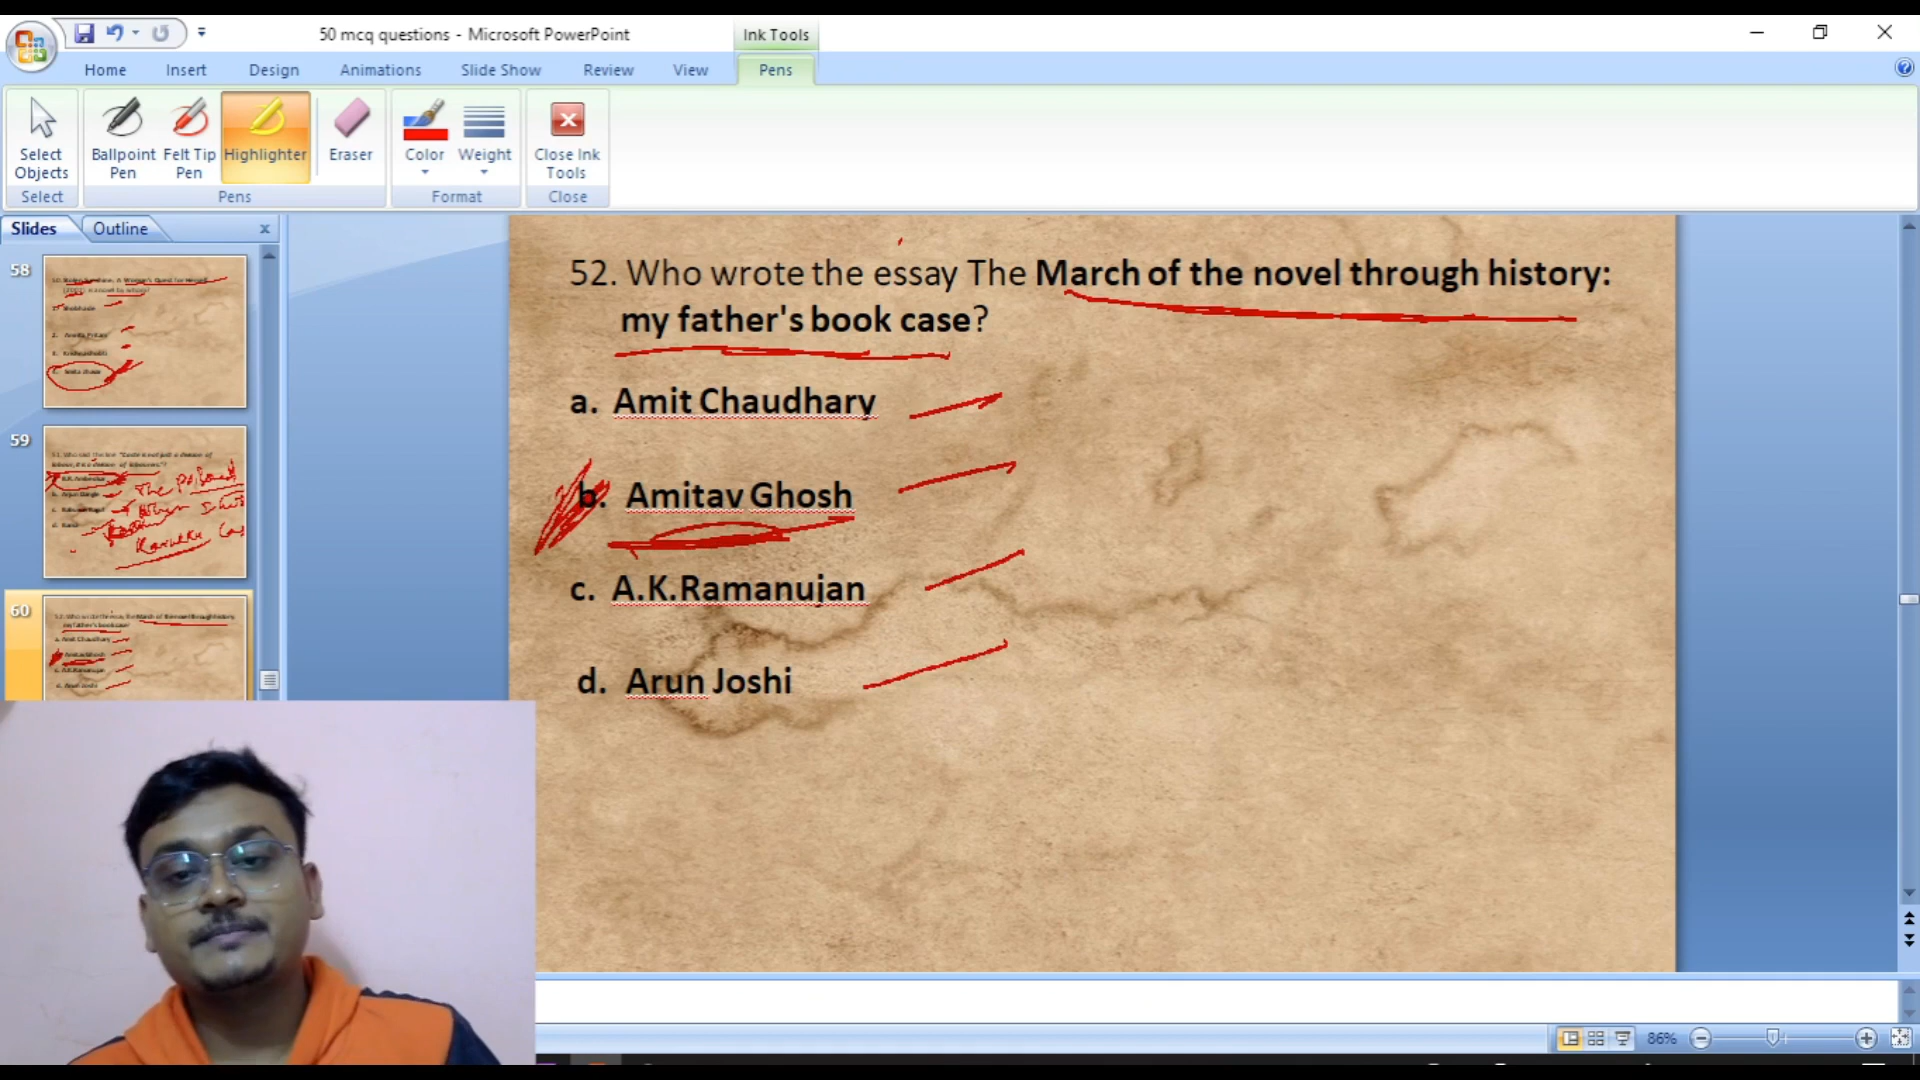 50 mcq questions - Microsoft PowerPoint
Ink Tools
Home Insert Design Animations Slide Show Review View Pens
Select Objects
Ballpoint Pen
Felt Tip Pen
Highlighter
Eraser
Color
Weight
Close Ink Tools
Select
Pens
Format
Close
Slides
Outline
58
59
60
52. Who wrote the essay The March of the novel through history:
my father's book case?
a. Amit Chaudhary
b. Amitav Ghosh
c. A.K.Ramanujan
d. Arun Joshi
86%